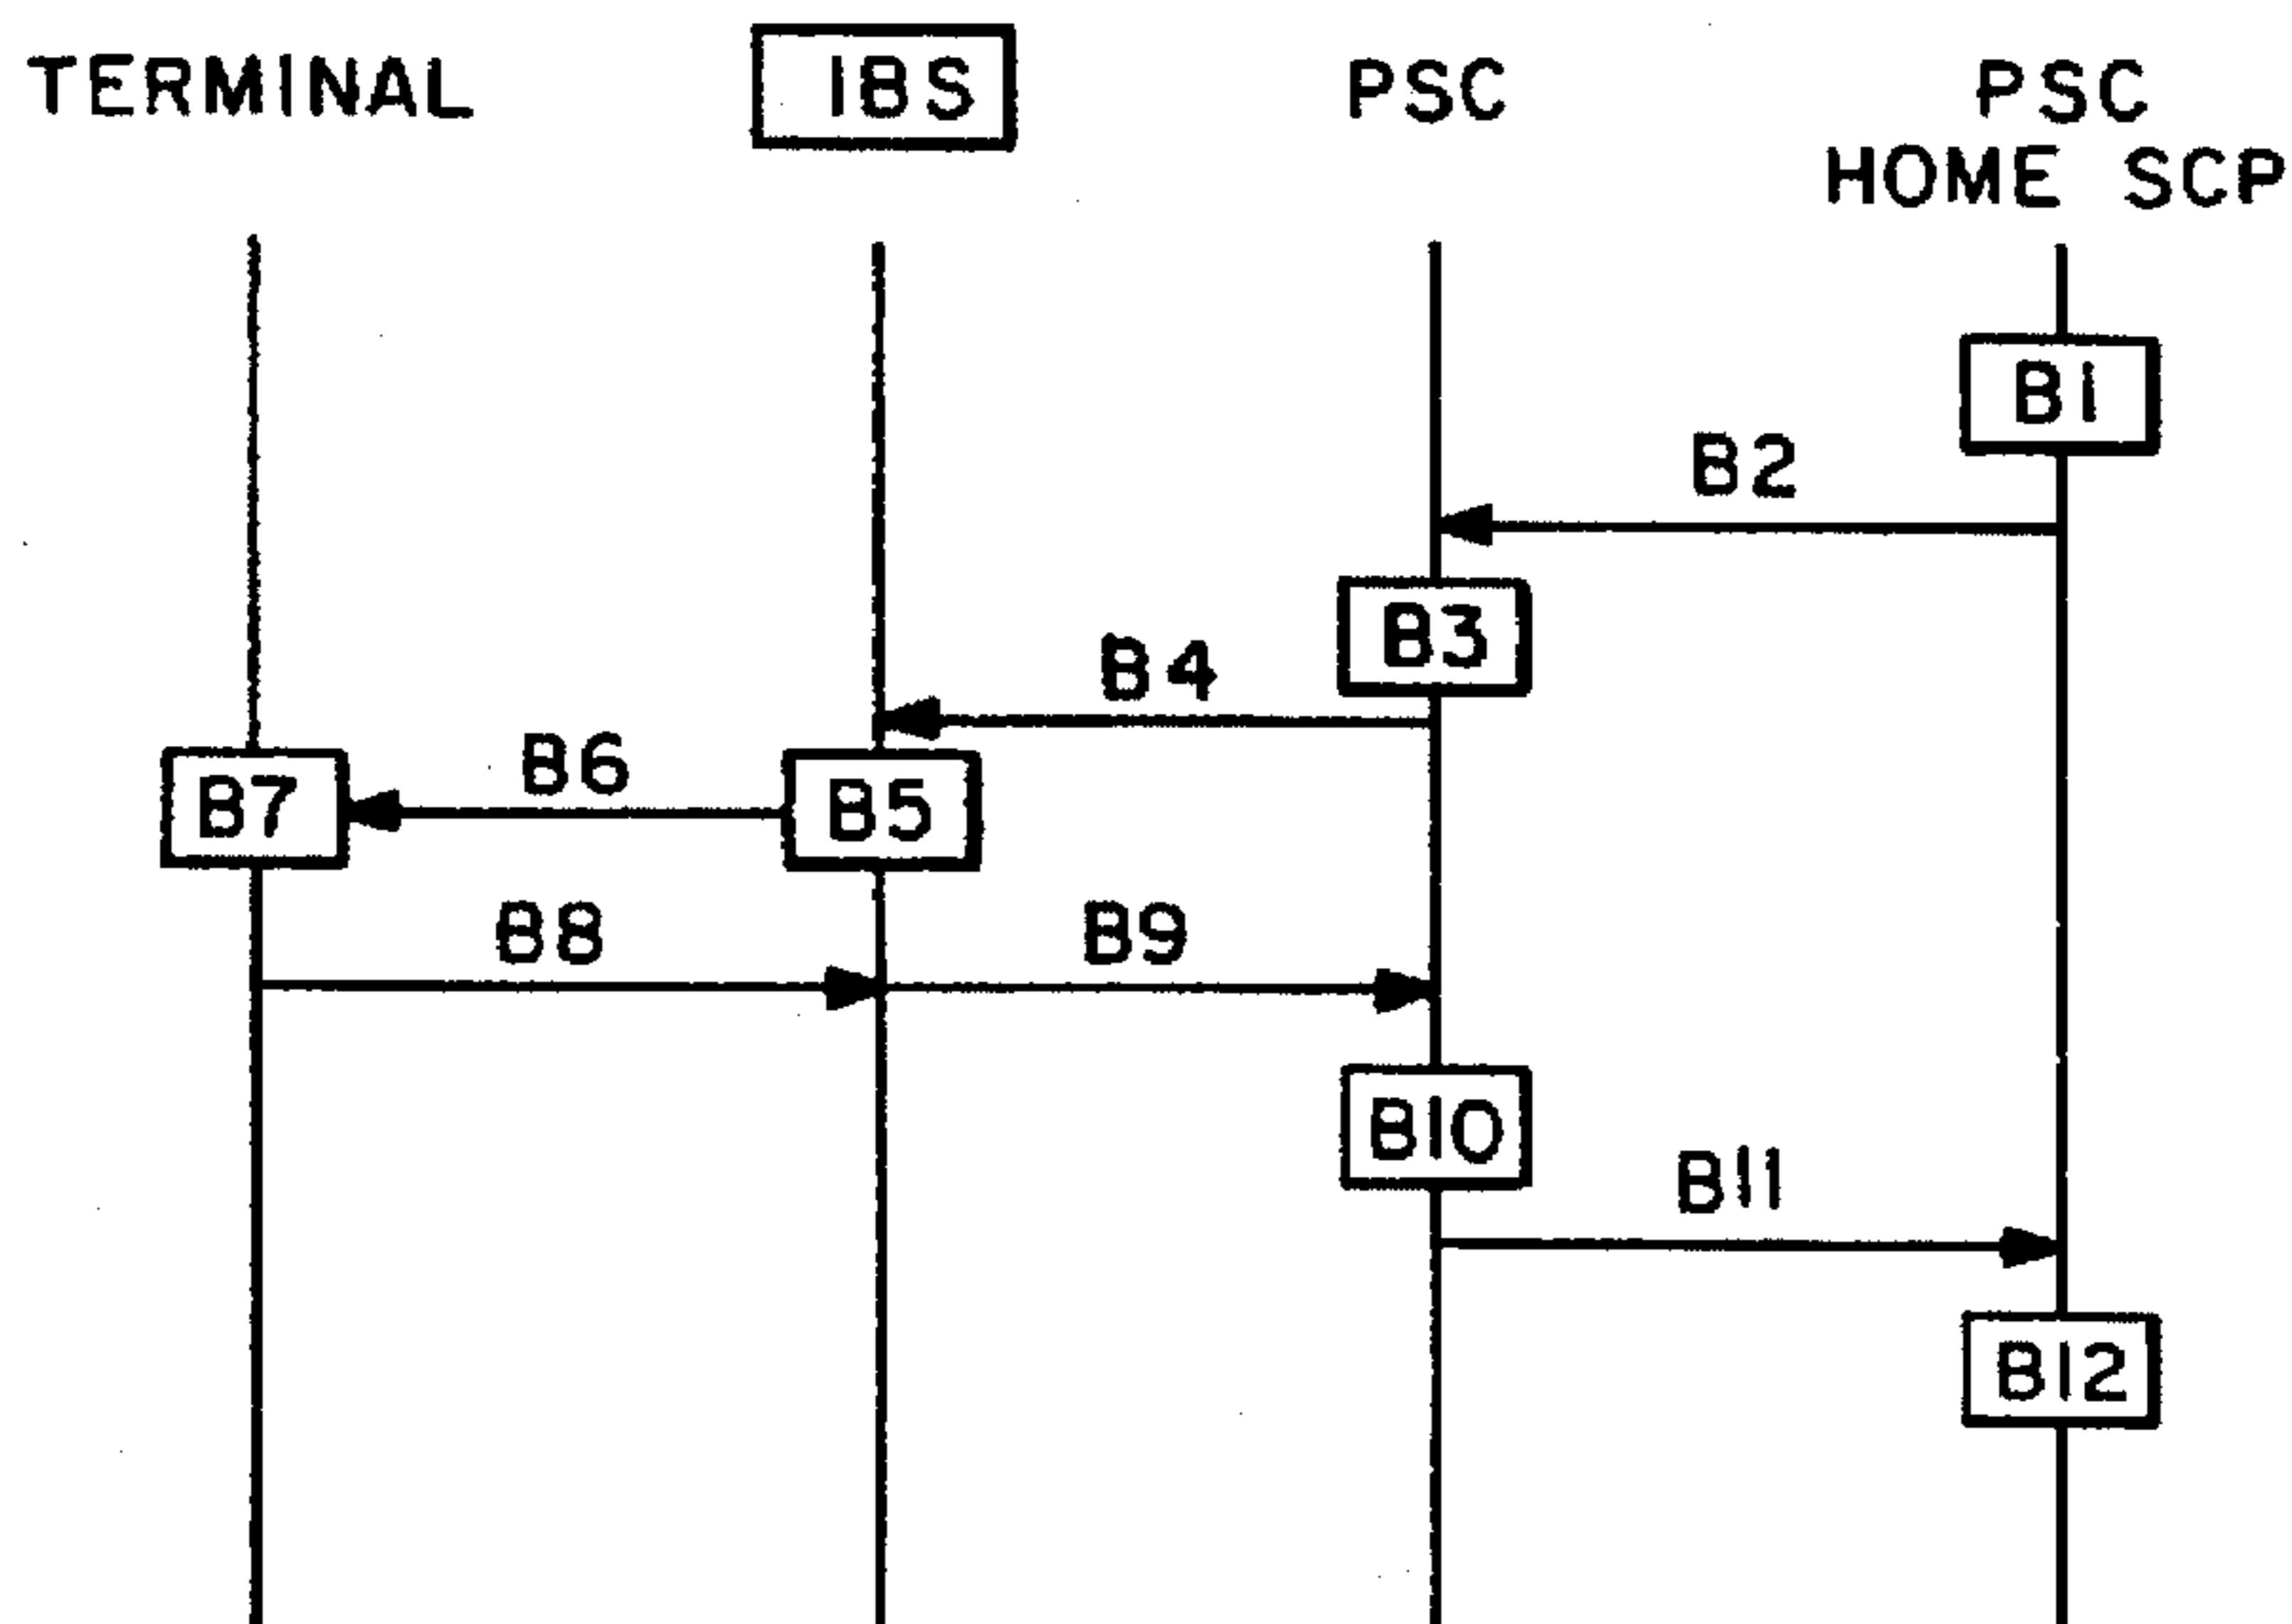 TERMINAL
IBS
PSC
PSC
HOME SCP
B1
B2
B3
B4
B6
B7
B5
B8
B9
B10
B11
B12